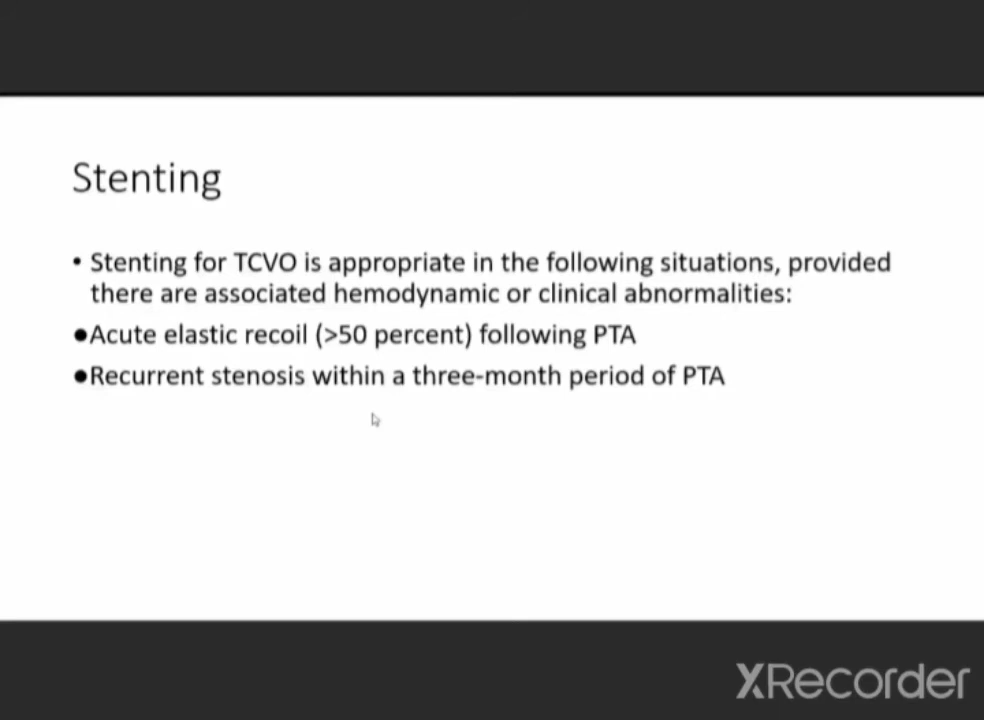 Stenting
• Stenting for TCVO is appropriate in the following situations, provided
there are associated hemodynamic or clinical abnormalities:
●Acute elastic recoil (>50 percent) following PTA
●Recurrent stenosis within a three-month period of PTA
XRecorder